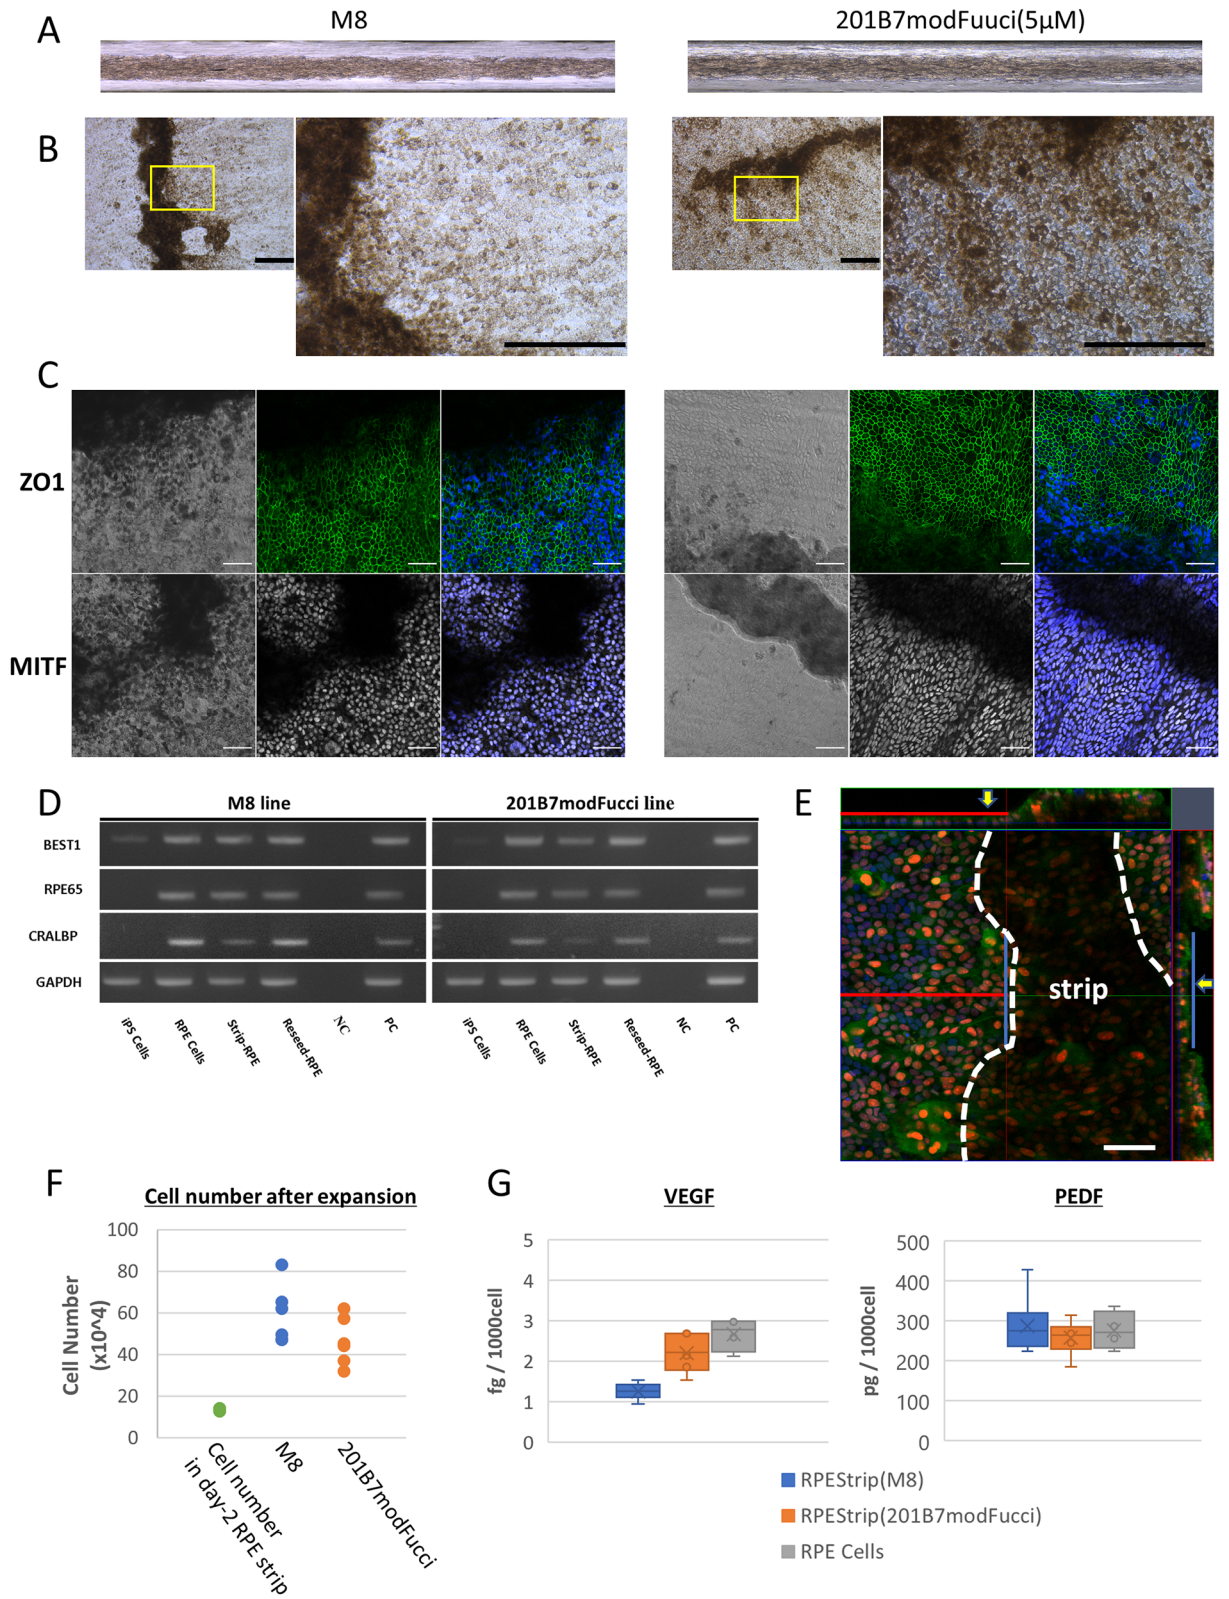 A
M8
201B7modFuuci(5μM)
B
C
ZO1
MITF
D
M8 line
201B7modFucci line
BEST1
RPE65
CRALBP
GAPDH
iPS Cells
RPE Cells
Strip-RPE
Reseed-RPE
NC
PC
iPS Cells
RPE Cells
Strip-RPE
Reseed-RPE
NC
PC
E
strip
F
Cell number after expansion
Cell Number
(x10^4)
100
80
60
40
20
0
Cell number
in day-2 RPE strip
M8
201B7modFucci
G
VEGF
fg / 1000cell
5
4
3
2
1
0
PEDF
pg / 1000cell
500
400
300
200
100
0
RPEStrip(M8)
RPEStrip(201B7modFucci)
RPE Cells